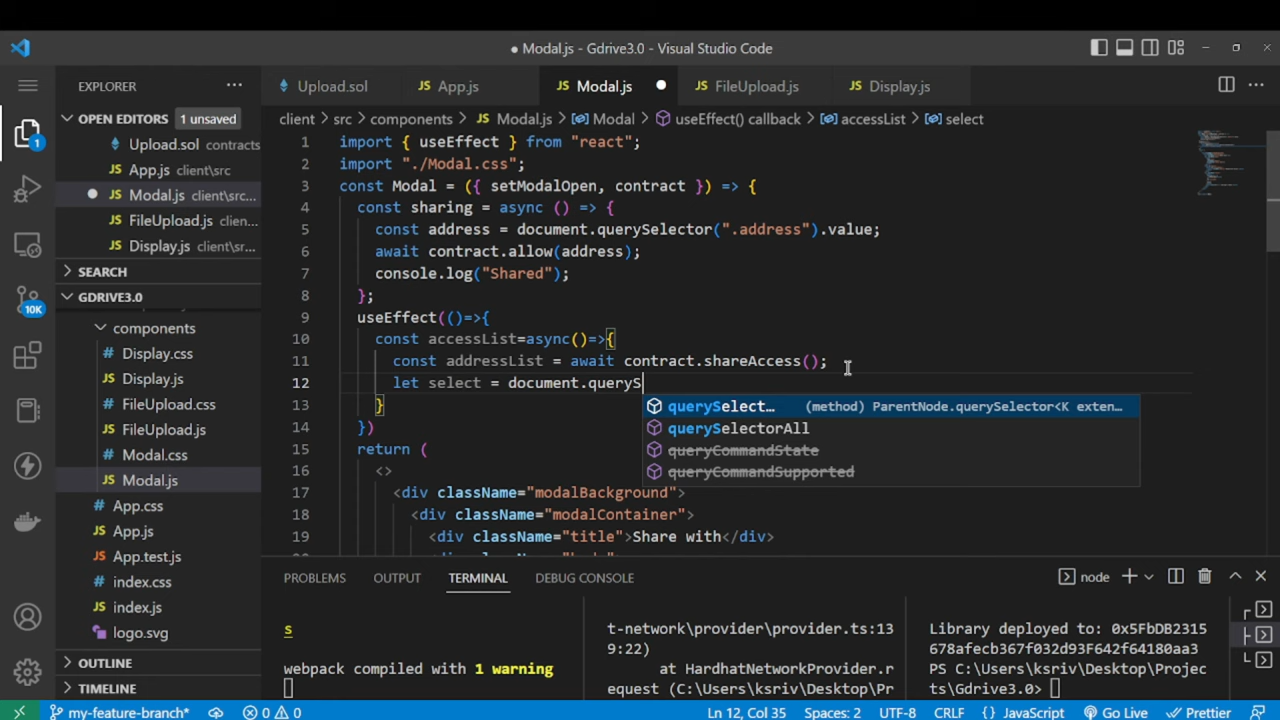 Modal.js - Gdrive3.0 - Visual Studio Code
EXPLORER
Upload.sol
JS App.js
JS Modal.js
JS FileUpload.js
JS Display.js
client > src > components > JS Modal.js > Modal > useEffect() callback > accessList > select
OPEN EDITORS 1 unsaved
Upload.sol contracts
JS App.js client\src
JS Modal.js client\src...
JS FileUpload.js clien...
JS Display.js client\sr...
SEARCH
GDRIVE3.0
components
# Display.css
JS Display.js
# FileUpload.css
JS FileUpload.js
# Modal.css
JS Modal.js
# App.css
JS App.js
JS App.test.js
# index.css
JS index.js
logo.svg
OUTLINE
TIMELINE
1
10K
1 import { useEffect } from "react";
2 import "./Modal.css";
3 const Modal = ({ setModalOpen, contract }) => {
4 const sharing = async () => {
5 const address = document.querySelector(".address").value;
6 await contract.allow(address);
7 console.log("Shared");
8 };
9 useEffect(()=>{
10 const accessList=async()=>{
11 const addressList = await contract.shareAccess();
12 let select = document.queryS
13 }
14 })
15 return (
16 <>
17 <div className="modalBackground">
18 <div className="modalContainer">
19 <div className="title">Share with</div>
querySelect... (method) ParentNode.querySelector<K exten...
querySelectorAll
queryCommandState
queryCommandSupported
PROBLEMS OUTPUT TERMINAL DEBUG CONSOLE
node
s
webpack compiled with 1 warning
t-network\provider\provider.ts:13
9:22)
at HardhatNetworkProvider.r
equest (C:\Users\ksriv\Desktop\Pr
Library deployed to: 0x5FbDB2315
678afecb367f032d93F642f64180aa3
PS C:\Users\ksriv\Desktop\Projec
ts\Gdrive3.0>
my-feature-branch* 0 0 Ln 12, Col 35 Spaces: 2 UTF-8 CRLF {} JavaScript Go Live Prettier